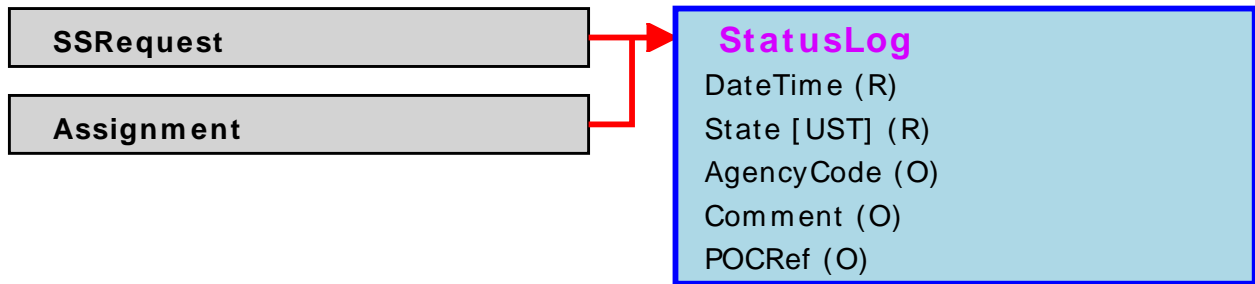 SSRequest
Assignment
StatusLog
DateTime (R)
State [UST] (R)
AgencyCode (O)
Comment (O)
POCRef (O)